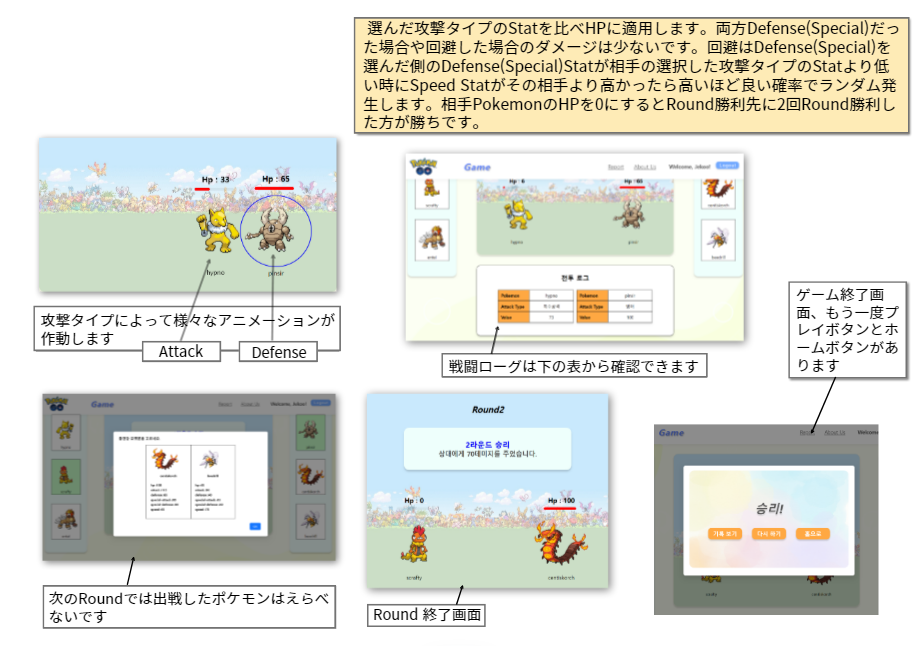 選んだ攻撃タイプのStatを比べHPに適用します。両方Defense(Special)だっ
た場合や回避した場合のダメージは少ないです。回避はDefense(Special)を
選んだ側のDefense(Special)Statが相手の選択した攻撃タイプのStatより低
い時にSpeed Statがその相手より高かったら高いほど良い確率でランダム発
生します。相手PokemonのHPを0にするとRound勝利先に2回Round勝利し
た方が勝ちです。
Hp : 33
Hp : 65
hypno
pinsir
攻撃タイプによって様々なアニメーションが
作動します
Attack
Defense
GO
Game
Record
About Us
Welcome, Jokso!
Logout
Hp : 6
Hp : 65
scrafty
centiskorch
hypno
pinsir
전투 로그
Pokemon
hypno
Pokemon
pinsir
Attack Type
Attack Type
Value
Value
戦闘ローグは下の表から確認できます
ゲーム終了画
面、もう一度プ
レイボタンとホ
ームボタンがあ
ります
GO
Game
About Us
centiskorch
次のRoundでは出戦したポケモンはえらべ
ないです
Round2
2라운드 승리
상대에게 70데미지를 주었습니다.
Hp : 0
Hp : 100
scrafty
centiskorch
Round 終了画面
Game
About Us
Welcome
승리!
기록 보기
다시 하기
홈으로